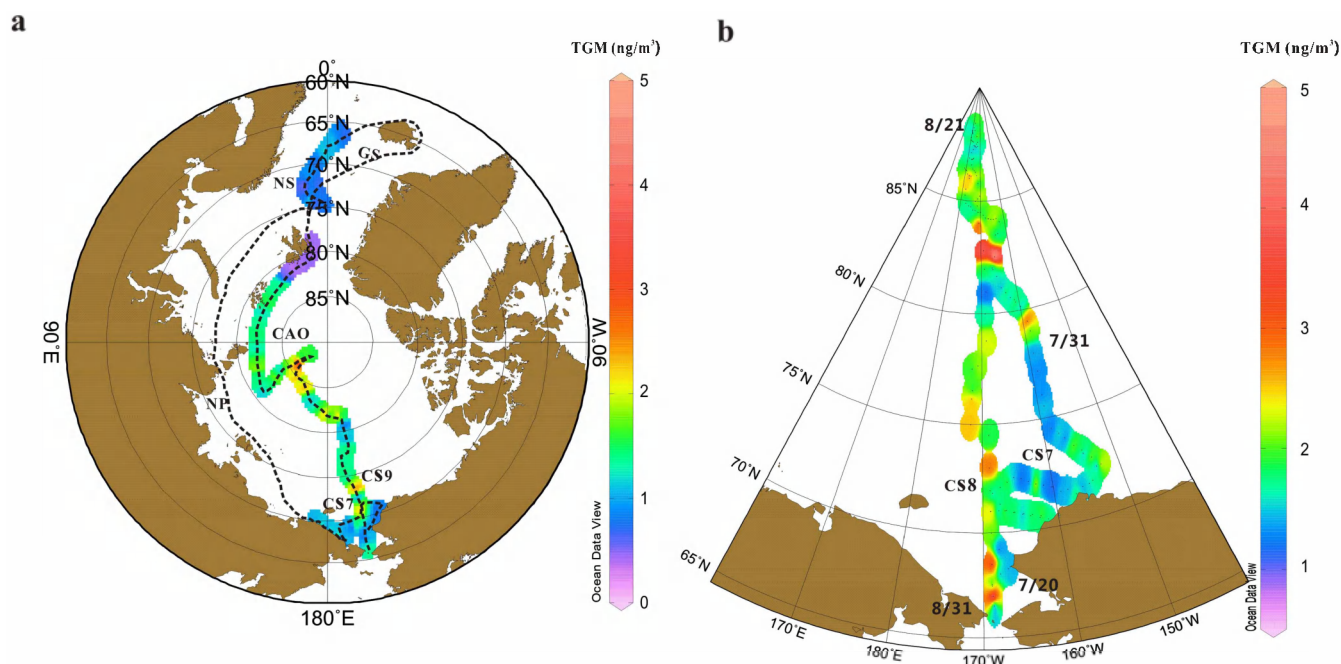 a
TGM (ng/m³)
0°
60°N
65°N
70°N
75°N
80°N
85°N
GS
NS
CAO
NP
CS9
CS7
90°E
90°W
180°E
5
4
3
2
1
0
Ocean Data View
b
TGM (ng/m³)
8/21
85°N
80°N
75°N
70°N
65°N
7/31
CS7
CS8
7/20
8/31
170°E
180°E
170°W
160°W
150°W
5
4
3
2
1
Ocean Data View